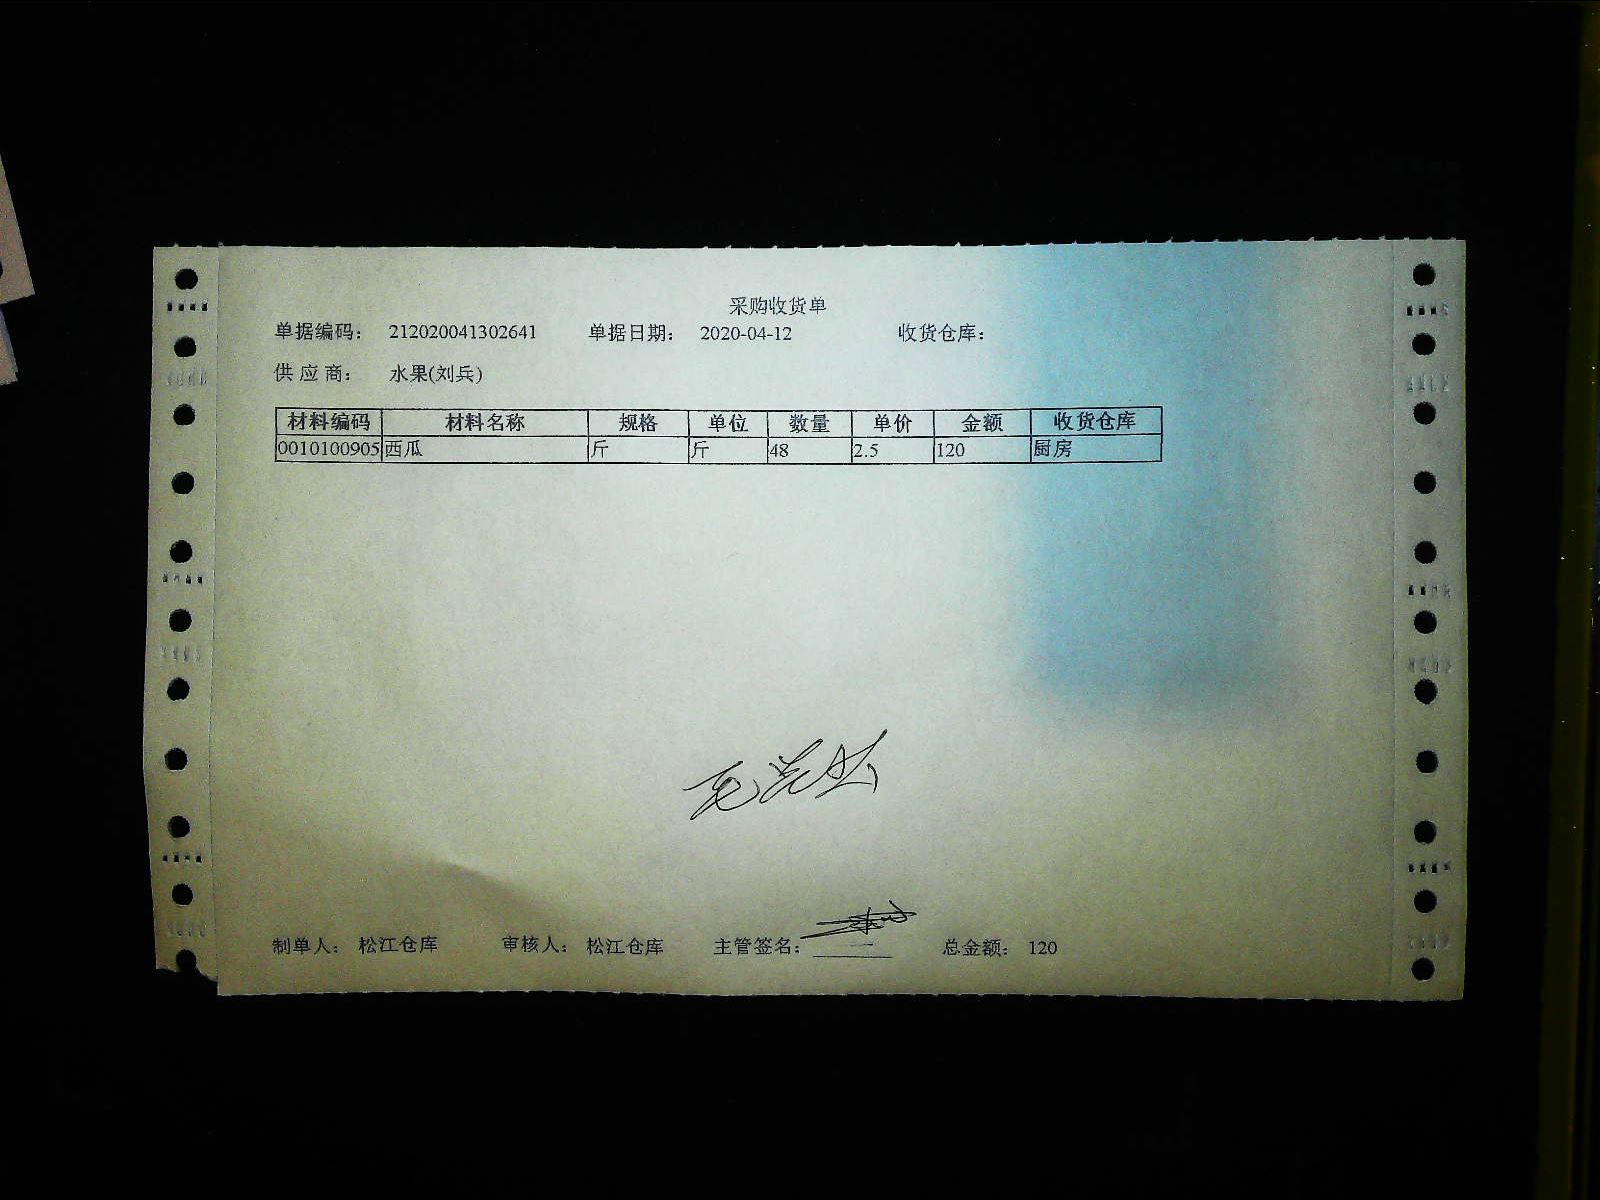 采购收货单
单据编码： 212020041302641 单据日期： 2020-04-12 收货仓库：
供应商： 水果(刘兵)
材料编码 材料名称 规格 单位 数量 单价 金额 收货仓库
0010100905 西瓜 斤 斤 48 2.5 120 厨房
制单人： 松江仓库 审核人： 松江仓库 主管签名： 总金额： 120